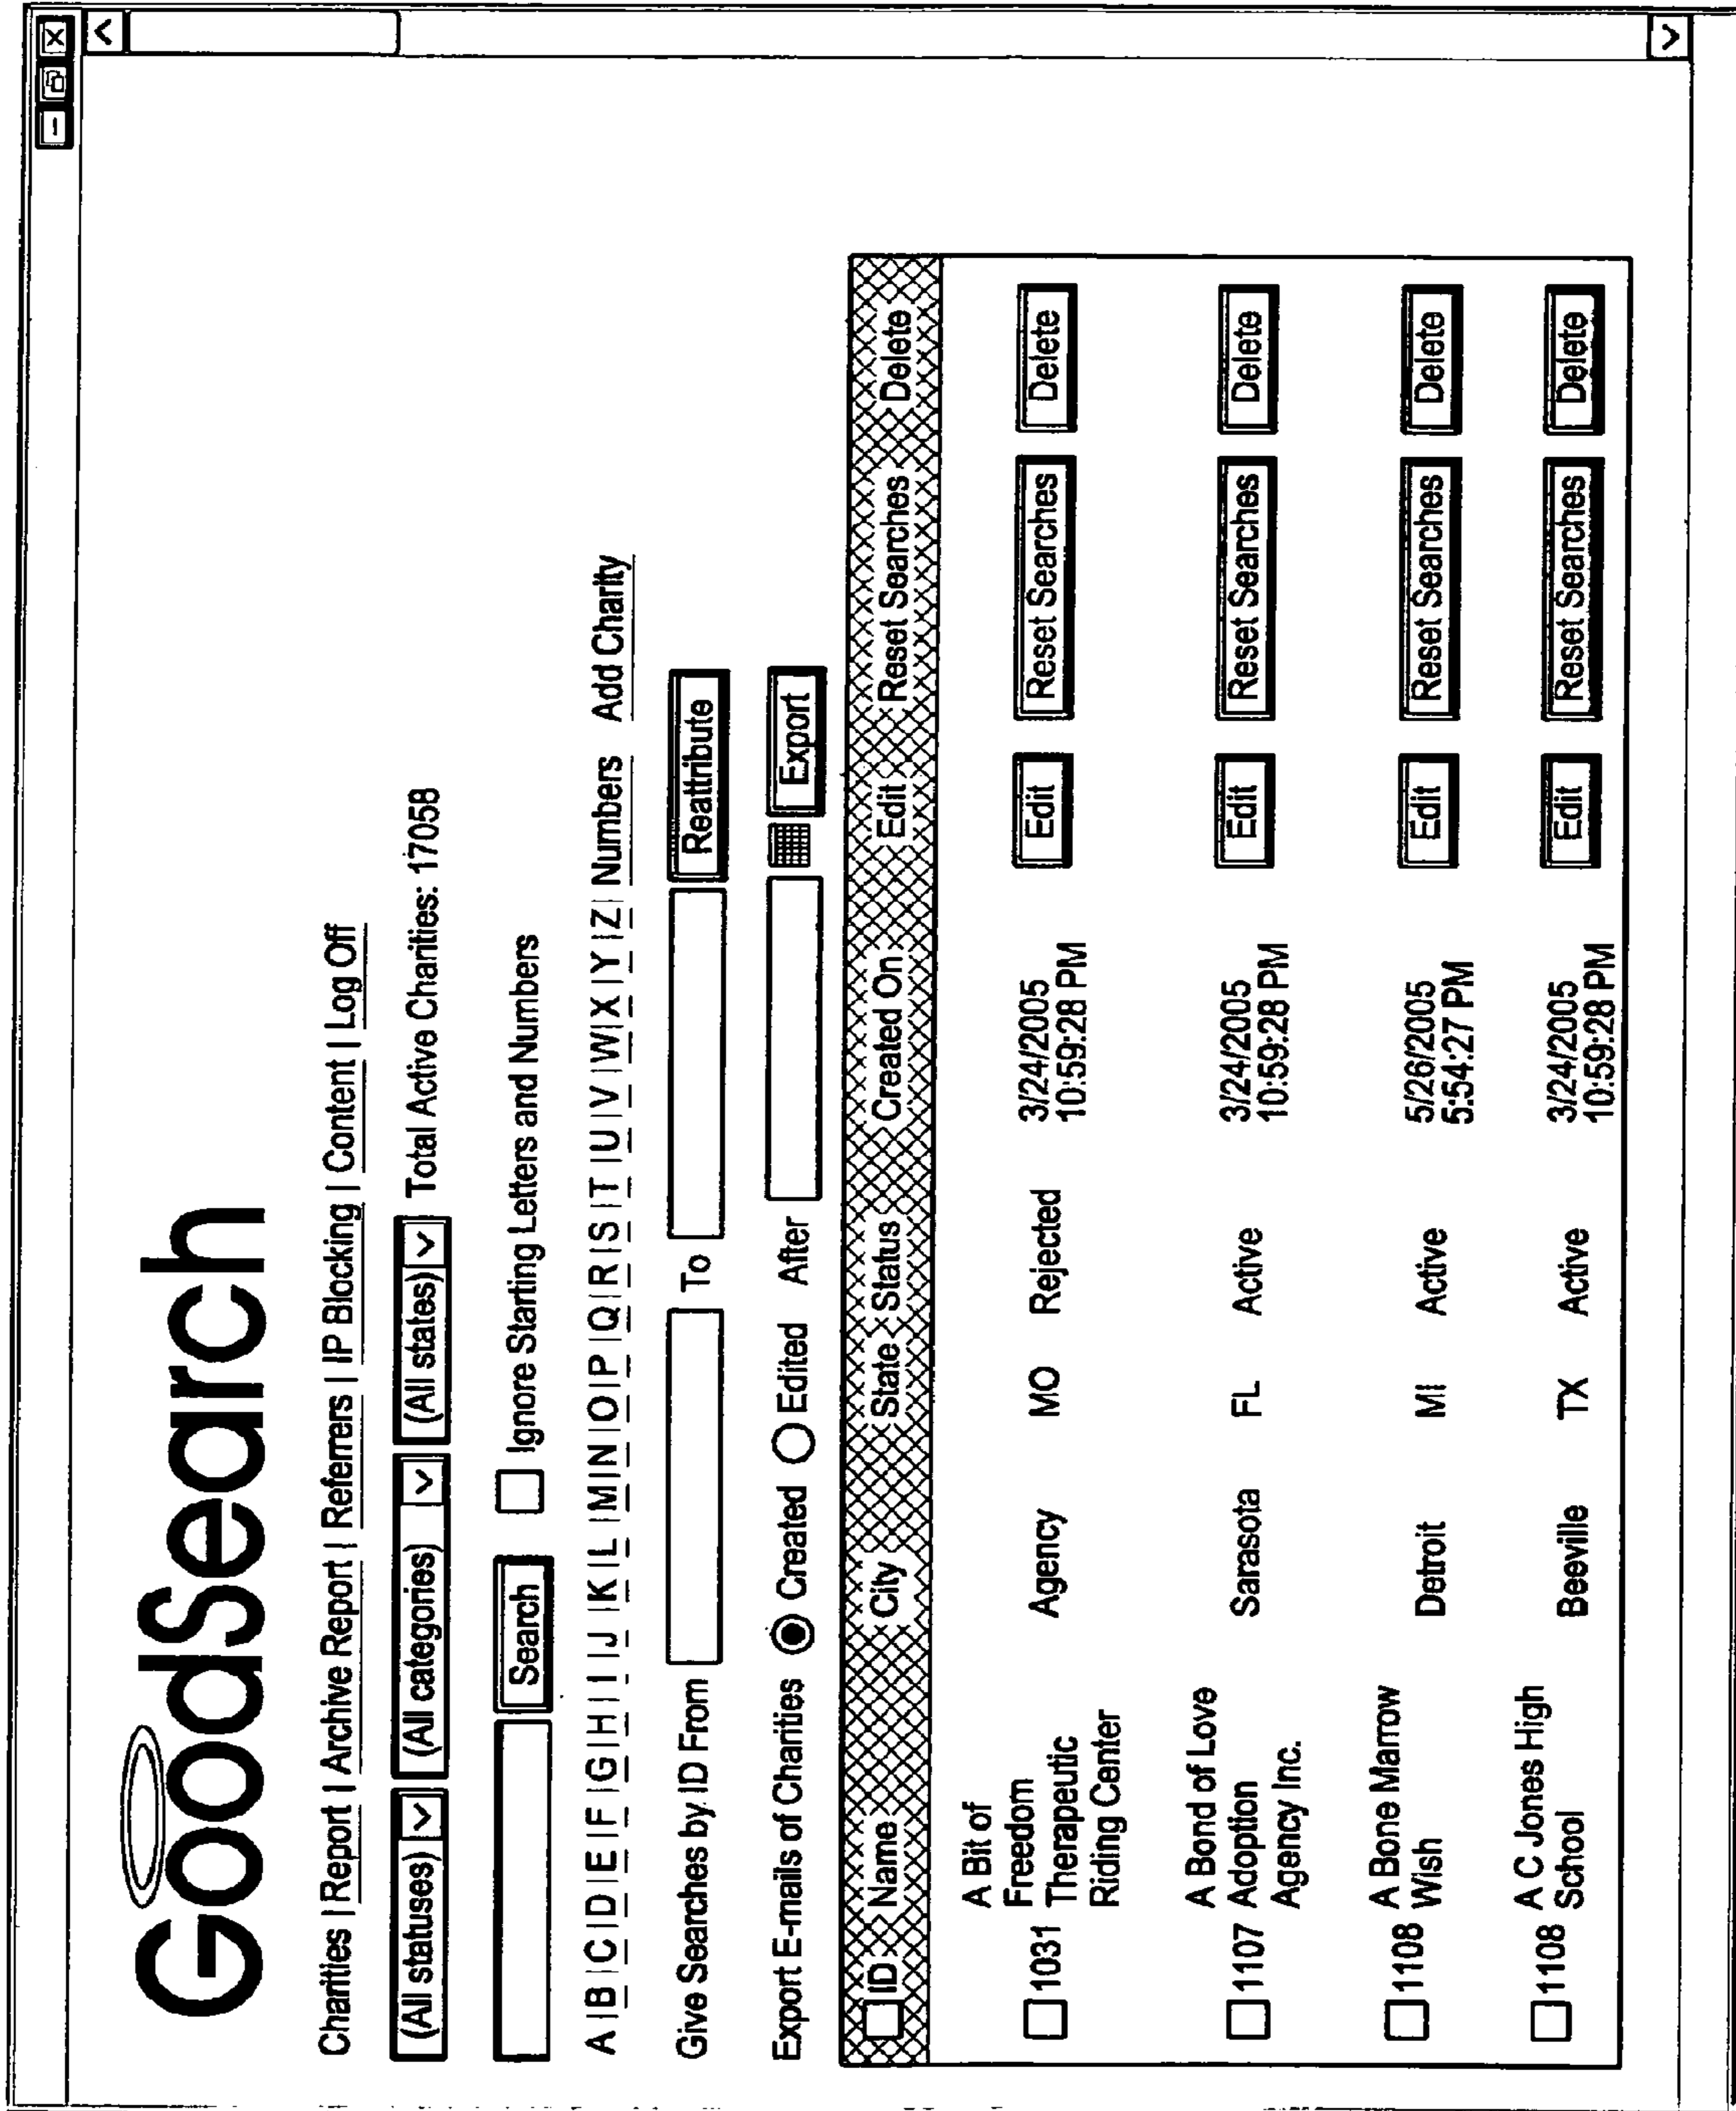 GoodSearch
Charities | Report | Archive Report | Referrers | IP Blocking | Content | Log Off
(All statuses) (All categories) (All states) Total Active Charities: 17058
Search Ignore Starting Letters and Numbers
A | B | C | D | E | F | G | H | I | J | K | L | M | N | O | P | Q | R | S | T | U | V | W | X | Y | Z | Numbers Add Charity
Give Searches by ID From To Reattribute
Export E-mails of Charities Created Edited After Export
ID Name City State Status Created On Edit Reset Searches Delete
A Bit of
Freedom
1031 Therapeutic Agency MO Rejected 3/24/2005 Edit Reset Searches Delete
Riding Center 10:59:28 PM
A Bond of Love
1107 Adoption Sarasota FL Active 3/24/2005 Edit Reset Searches Delete
Agency Inc. 10:59:28 PM
1108 A Bone Marrow Detroit MI Active 5/26/2005 Edit Reset Searches Delete
Wish 5:54:27 PM
1108 A C Jones High Beeville TX Active 3/24/2005 Edit Reset Searches Delete
School 10:59:28 PM